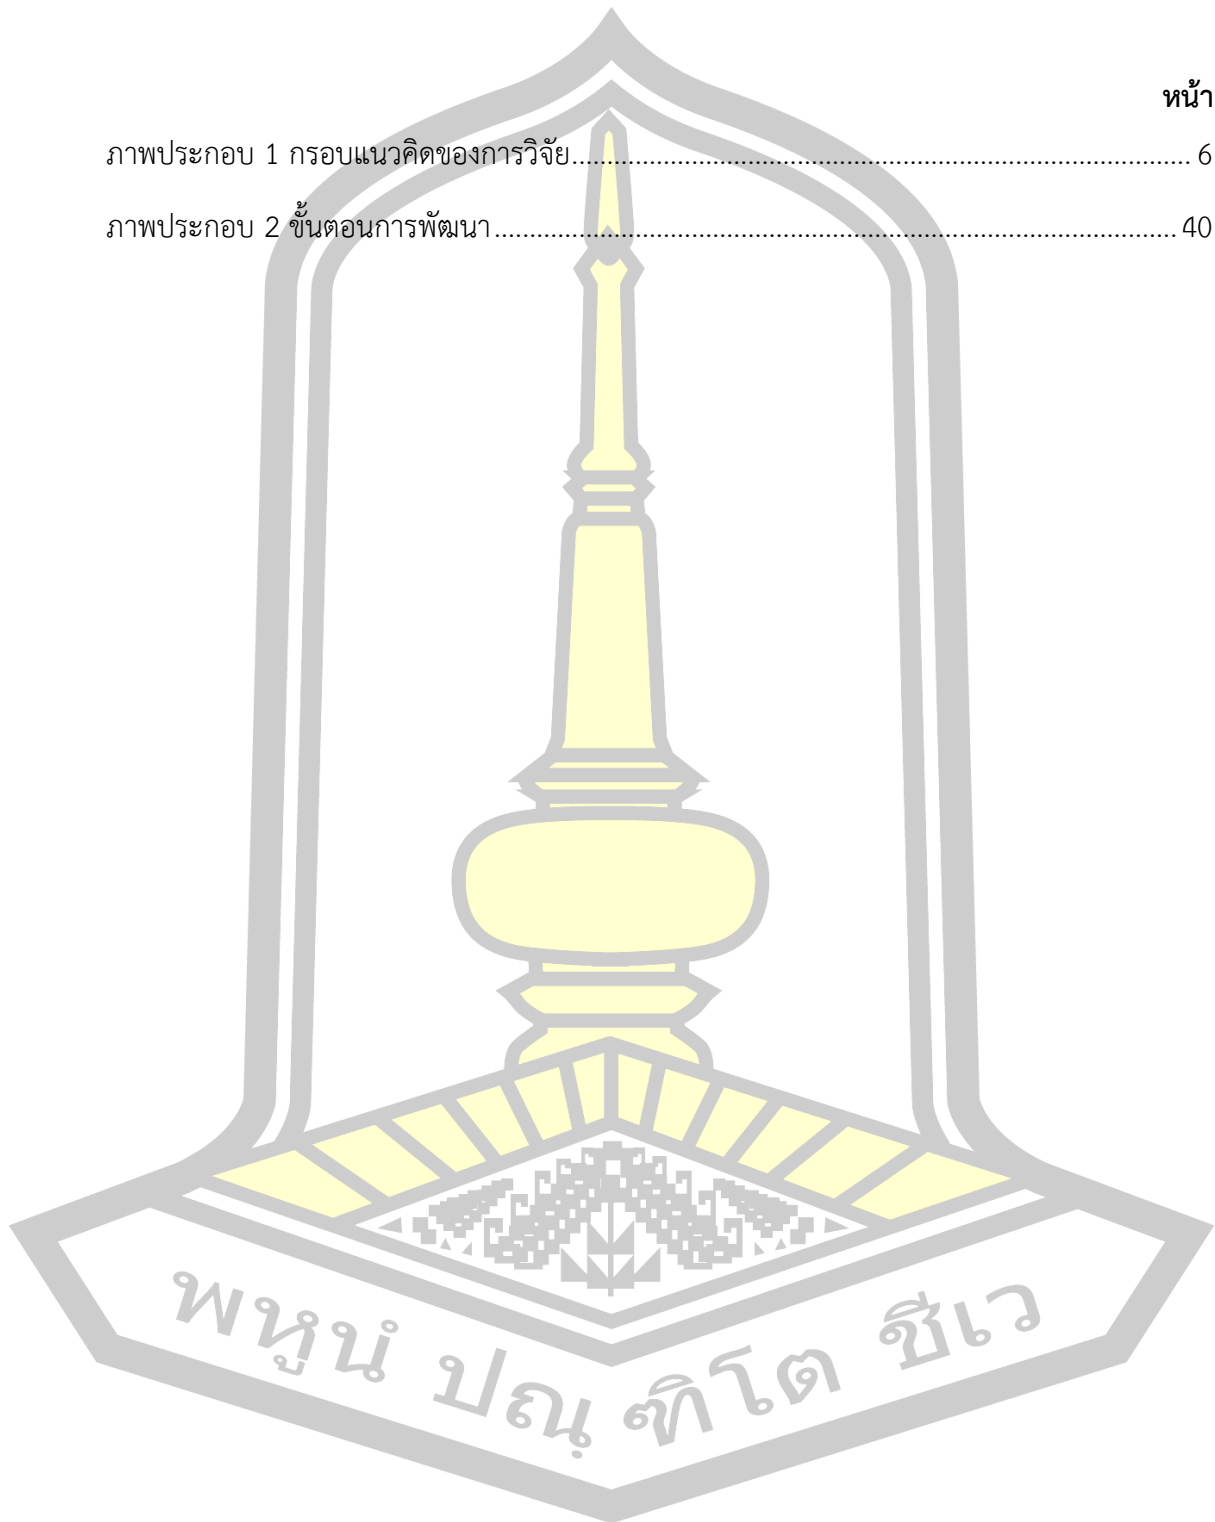 หน้า
ภาพประกอบ 1 กรอบแนวคิดของการวิจัย.......................................................................................................... 6
ภาพประกอบ 2 ขั้นตอนการพัฒนา..................................................................................................................... 40
พหูนํ ปณฺฑิโต ชีเว